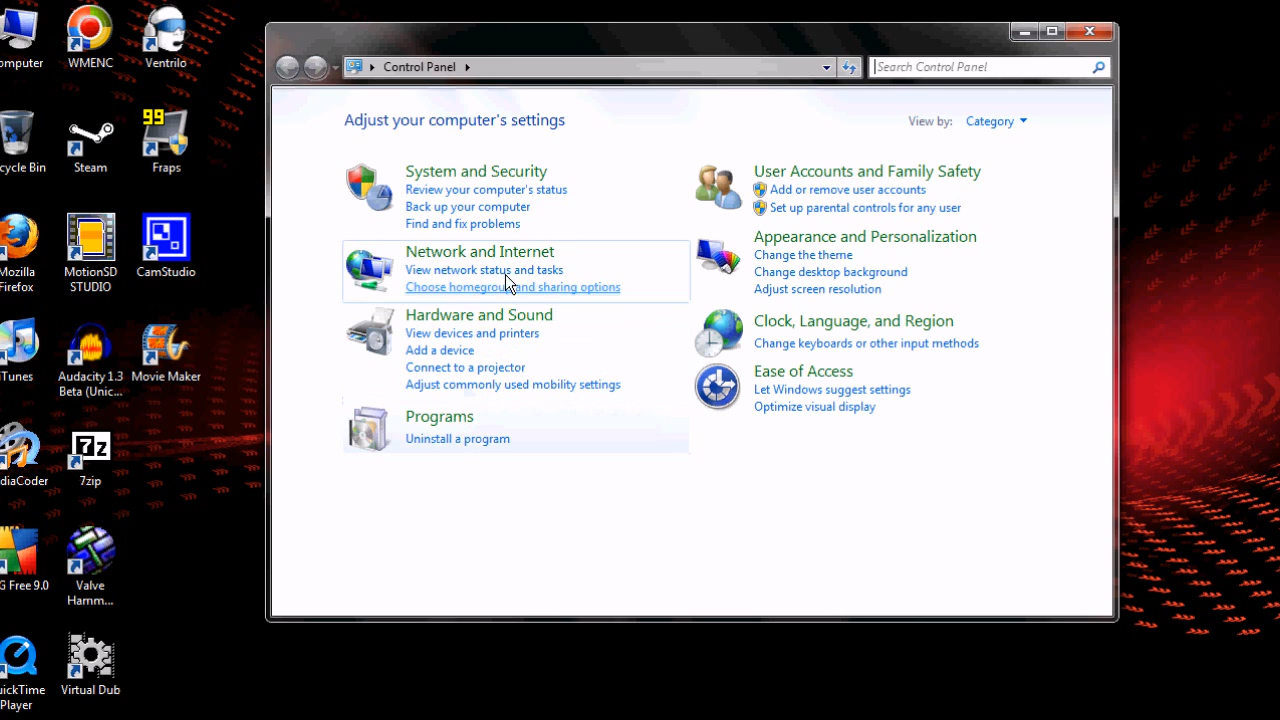 omputer
WMENC
Ventrilo
cycle Bin
Steam
99
Fraps
Mozilla
Firefox
MotionSD
STUDIO
CamStudio
iTunes
Audacity 1.3
Beta (Unic...
Movie Maker
ediaCoder
7z
7zip
G Free 9.0
Valve
Hamm...
uickTime
Player
Virtual Dub
Control Panel
Search Control Panel
Adjust your computer's settings
View by: Category
System and Security
Review your computer's status
Back up your computer
Find and fix problems
Network and Internet
View network status and tasks
Choose homegroup and sharing options
Hardware and Sound
View devices and printers
Add a device
Connect to a projector
Adjust commonly used mobility settings
Programs
Uninstall a program
User Accounts and Family Safety
Add or remove user accounts
Set up parental controls for any user
Appearance and Personalization
Change the theme
Change desktop background
Adjust screen resolution
Clock, Language, and Region
Change keyboards or other input methods
Ease of Access
Let Windows suggest settings
Optimize visual display